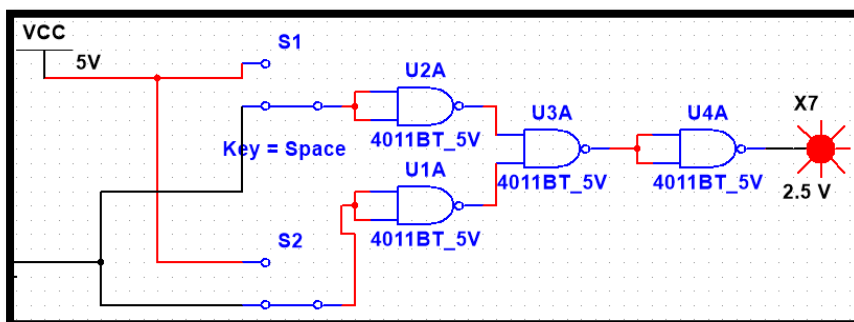 VCC
5V
S1
U2A
4011BT_5V
Key = Space
U3A
4011BT_5V
U4A
4011BT_5V
X7
2.5 V
U1A
4011BT_5V
S2